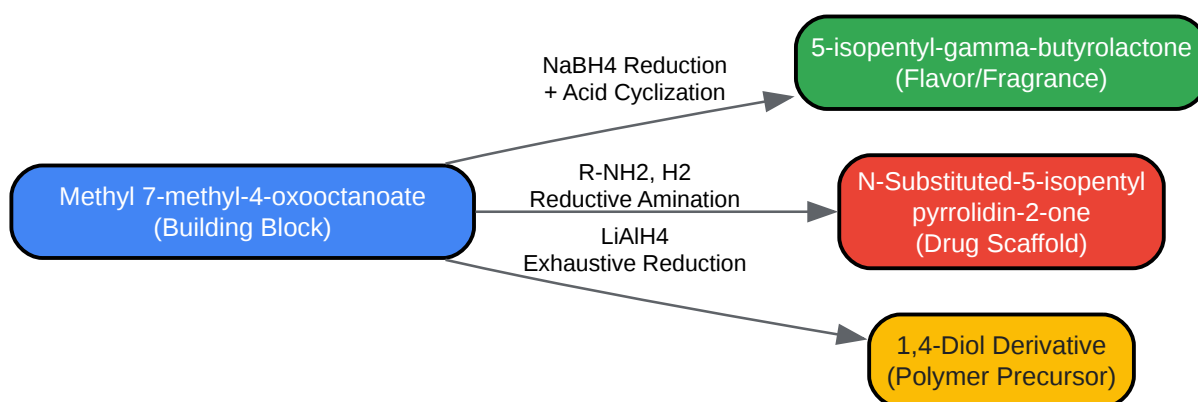 5-isopentyl-gamma-butyrolactone
(Flavor/Fragrance)
NaBH4 Reduction
+ Acid Cyclization
Methyl 7-methyl-4-oxooctanoate
(Building Block)
R-NH2, H2
Reductive Amination
N-Substituted-5-isopentyl
pyrrolidin-2-one
(Drug Scaffold)
LiAlH4
Exhaustive Reduction
1,4-Diol Derivative
(Polymer Precursor)